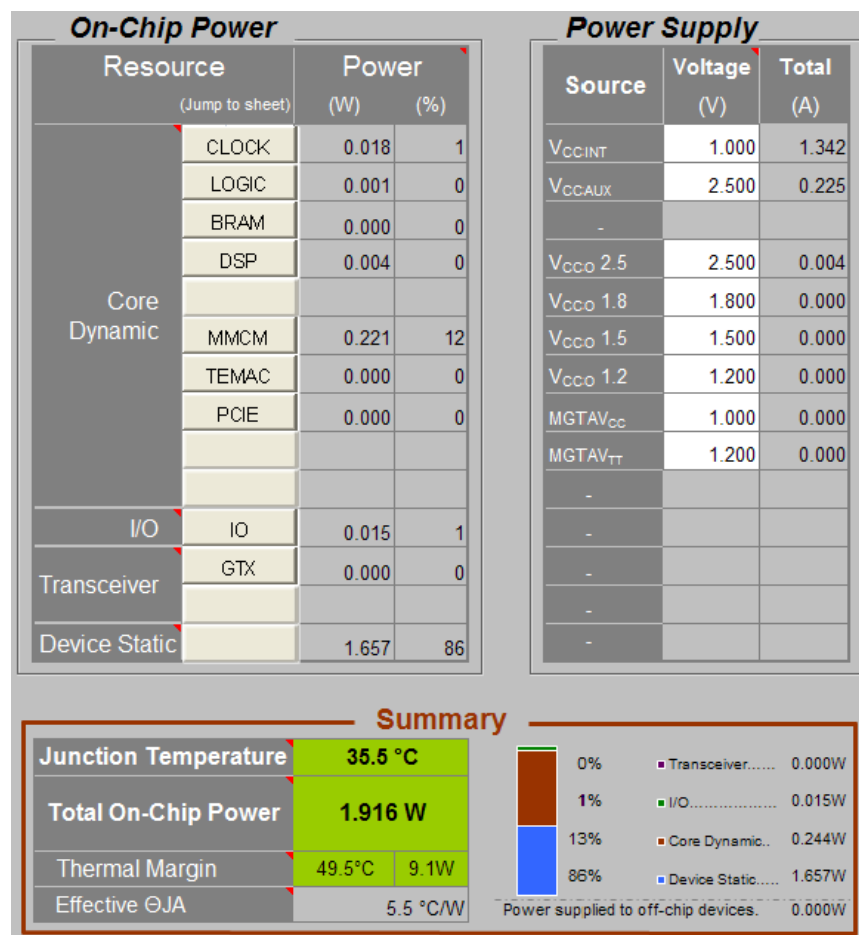 On-Chip Power
Resource Power
(Jump to sheet) (W) (%)
Core Dynamic
CLOCK 0.018 1
LOGIC 0.001 0
BRAM 0.000 0
DSP 0.004 0
MMCM 0.221 12
TEMAC 0.000 0
PCIE 0.000 0
I/O IO 0.015 1
Transceiver GTX 0.000 0
Device Static 1.657 86
Power Supply
Source Voltage Total
(V) (A)
VCCINT 1.000 1.342
VCCAUX 2.500 0.225
-
VCCO 2.5 2.500 0.004
VCCO 1.8 1.800 0.000
VCCO 1.5 1.500 0.000
VCCO 1.2 1.200 0.000
MGTAVCC 1.000 0.000
MGTAVTT 1.200 0.000
-
-
-
-
-
Summary
Junction Temperature 35.5 °C
Total On-Chip Power 1.916 W
Thermal Margin 49.5°C 9.1W
Effective ΘJA 5.5 °C/W
0% Transceiver...... 0.000W
1% I/O................. 0.015W
13% Core Dynamic.. 0.244W
86% Device Static..... 1.657W
Power supplied to off-chip devices. 0.000W